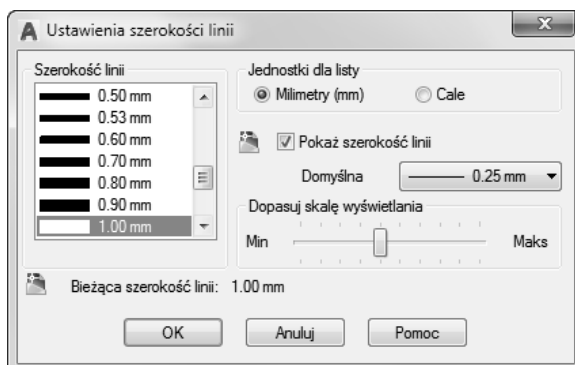 Ustawienia szerokości linii
Szerokość linii
0.50 mm
0.53 mm
0.60 mm
0.70 mm
0.80 mm
0.90 mm
1.00 mm
Jednostki dla listy
Milimetry (mm)
Cale
Pokaż szerokość linii
Domyślna
0.25 mm
Dopasuj skalę wyświetlania
Min
Maks
Bieżąca szerokość linii: 1.00 mm
OK
Anuluj
Pomoc